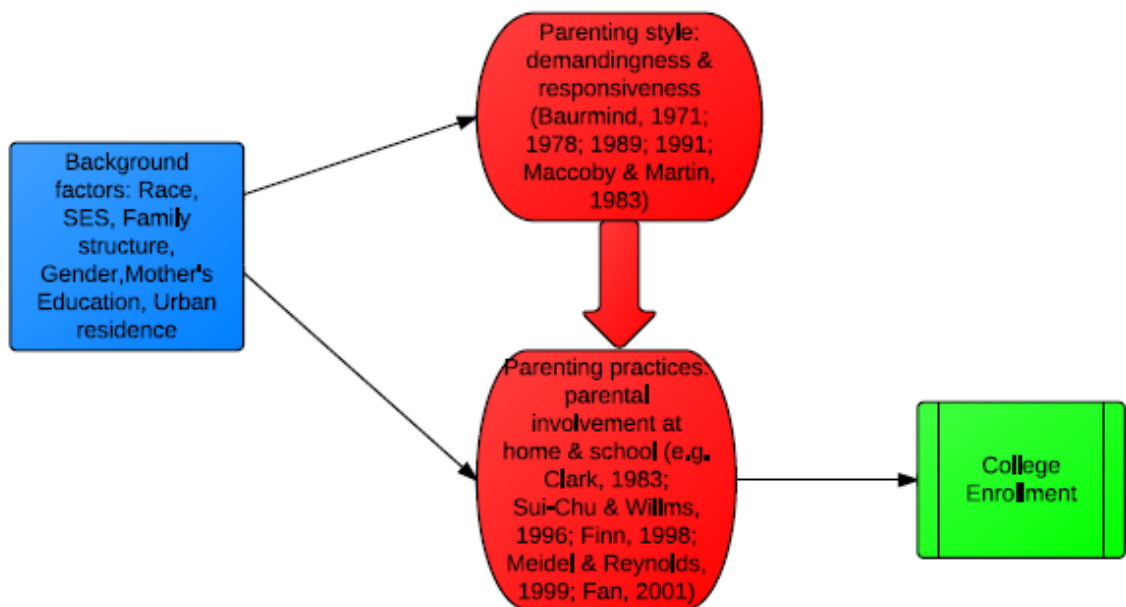 Parenting style:
demandingness &
responsiveness
(Baurmind, 1971;
1978; 1989; 1991;
Maccoby & Martin,
1983)
Background
factors: Race,
SES, Family
structure,
Gender,Mother's
Education, Urban
residence
Parenting practices:
parental
involvement at
home & school (e.g.
Clark, 1983;
Sui-Chu & Willms,
1996; Finn, 1998;
Meidel & Reynolds,
1999; Fan, 2001)
College
Enrollment